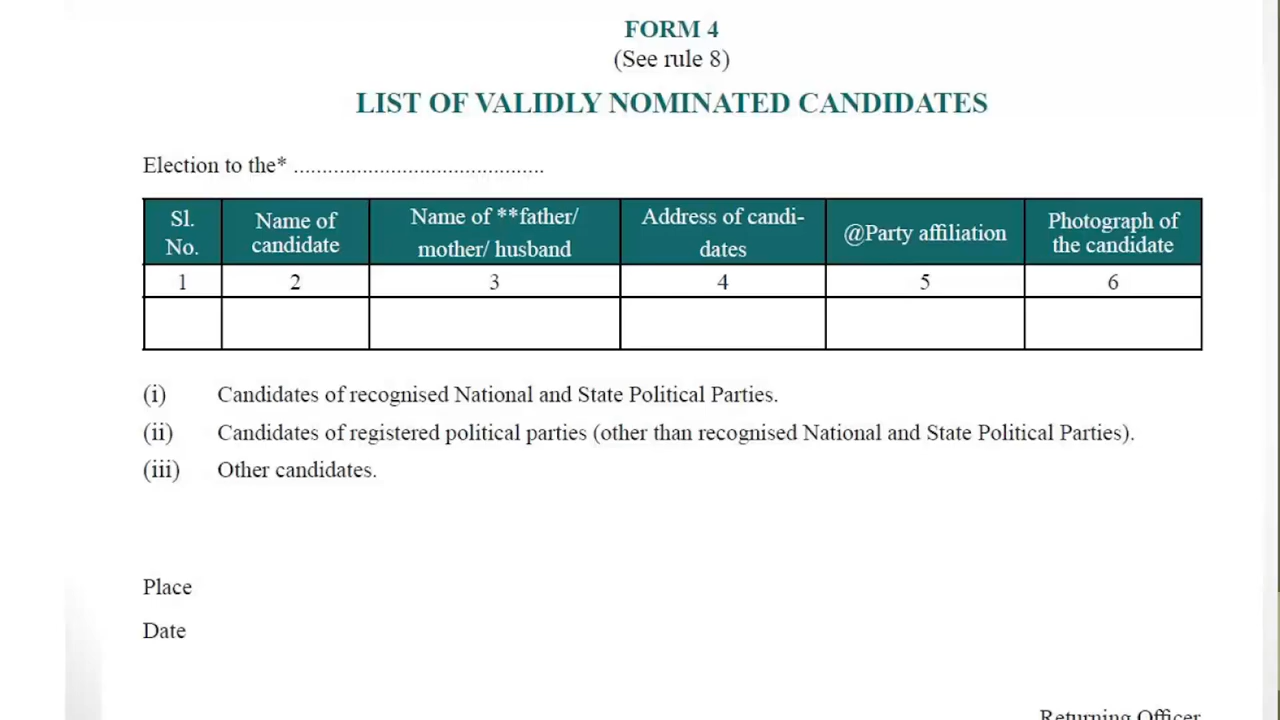 FORM 4
(See rule 8)
LIST OF VALIDLY NOMINATED CANDIDATES
Election to the* ............................................
Sl. No.
Name of candidate
Name of **father/ mother/ husband
Address of candi- dates
@Party affiliation
Photograph of the candidate
1 2 3 4 5 6
(i) Candidates of recognised National and State Political Parties.
(ii) Candidates of registered political parties (other than recognised National and State Political Parties).
(iii) Other candidates.
Place
Date
Returning Officer